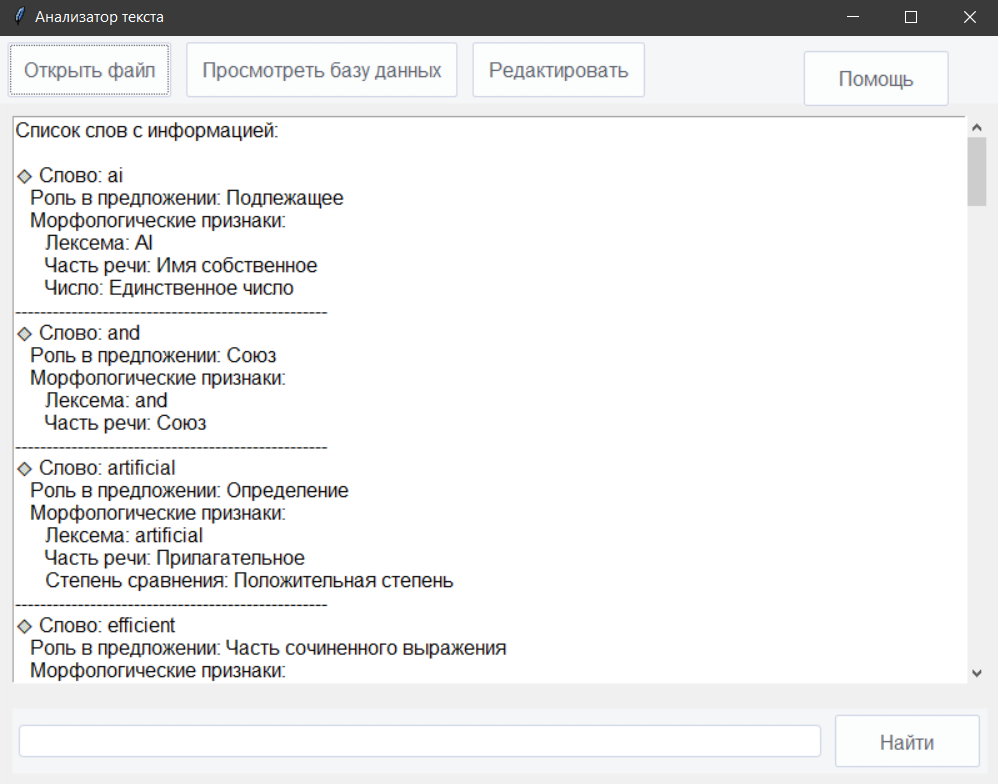 Анализатор текста
Открыть файл
Просмотреть базу данных
Редактировать
Помощь
Список слов с информацией:
Слово: ai
Роль в предложении: Подлежащее
Морфологические признаки:
Лексема: AI
Часть речи: Имя собственное
Число: Единственное число
--------------------------------------------------
Слово: and
Роль в предложении: Союз
Морфологические признаки:
Лексема: and
Часть речи: Союз
--------------------------------------------------
Слово: artificial
Роль в предложении: Определение
Морфологические признаки:
Лексема: artificial
Часть речи: Прилагательное
Степень сравнения: Положительная степень
--------------------------------------------------
Слово: efficient
Роль в предложении: Часть сочиненного выражения
Морфологические признаки:
Найти